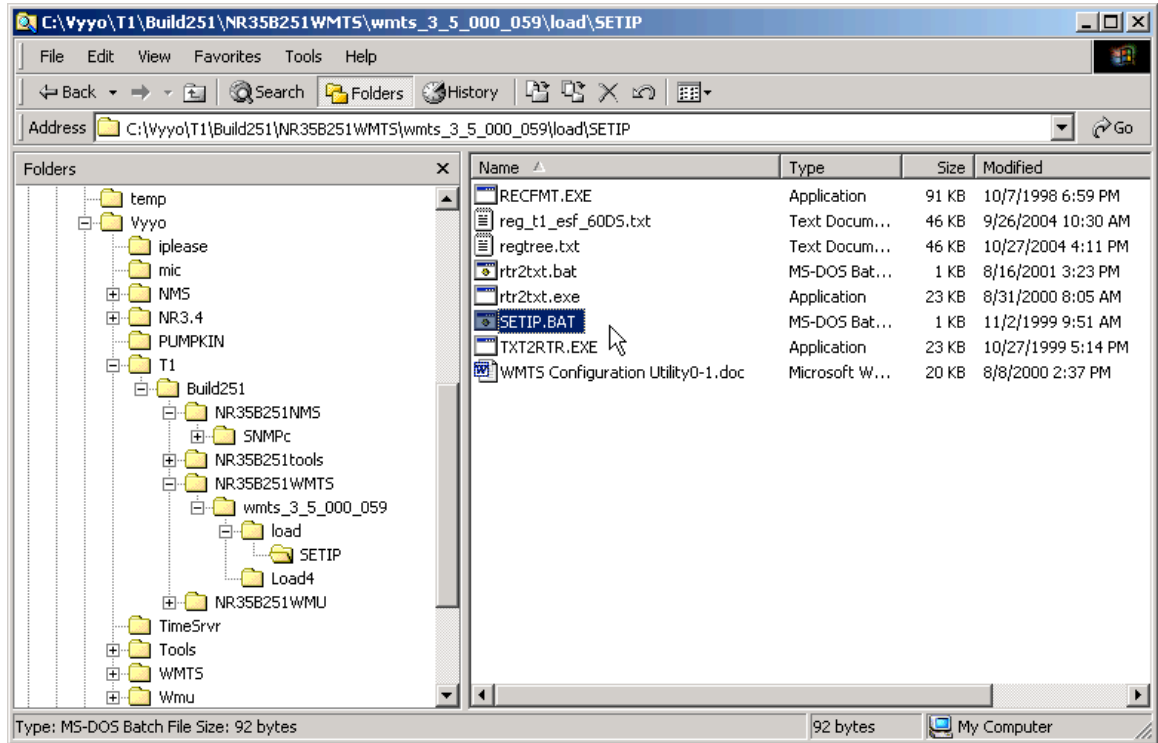 C:\Vyyo\T1\Build251\NR35B251WMTS\wmts_3_5_000_059\load\SETIP
File Edit View Favorites Tools Help
Back Search Folders History
Address C:\Vyyo\T1\Build251\NR35B251WMTS\wmts_3_5_000_059\load\SETIP Go
Folders
temp
Vyyo
iplease
mic
NMS
NR3.4
PUMPKIN
T1
Build251
NR35B251NMS
SNMPc
NR35B251tools
NR35B251WMTS
wmts_3_5_000_059
load
SETIP
Load4
NR35B251WMU
TimeSrvr
Tools
WMTS
Wmu
Name Type Size Modified
RECFMT.EXE Application 91 KB 10/7/1998 6:59 PM
reg_t1_esf_60DS.txt Text Docum... 46 KB 9/26/2004 10:30 AM
regtree.txt Text Docum... 46 KB 10/27/2004 4:11 PM
rtr2txt.bat MS-DOS Bat... 1 KB 8/16/2001 3:23 PM
rtr2txt.exe Application 23 KB 8/31/2000 8:05 AM
SETIP.BAT MS-DOS Bat... 1 KB 11/2/1999 9:51 AM
TXT2RTR.EXE Application 23 KB 10/27/1999 5:14 PM
WMTS Configuration Utility0-1.doc Microsoft W... 20 KB 8/8/2000 2:37 PM
Type: MS-DOS Batch File Size: 92 bytes 92 bytes My Computer